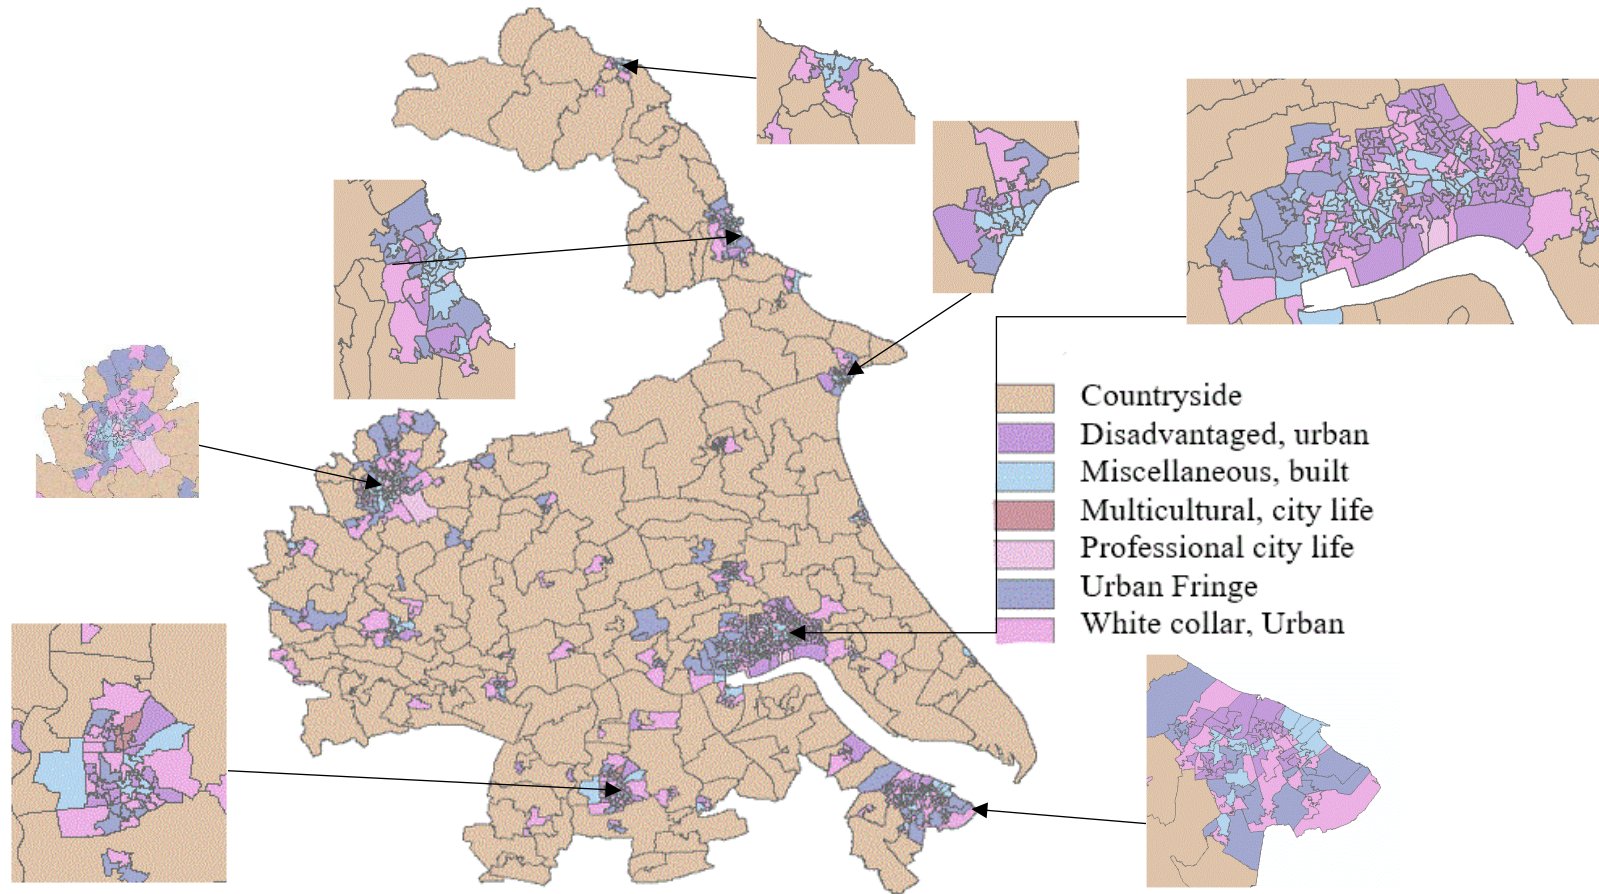 Countryside
Disadvantaged, urban
Miscellaneous, built
Multicultural, city life
Professional city life
Urban Fringe
White collar, Urban